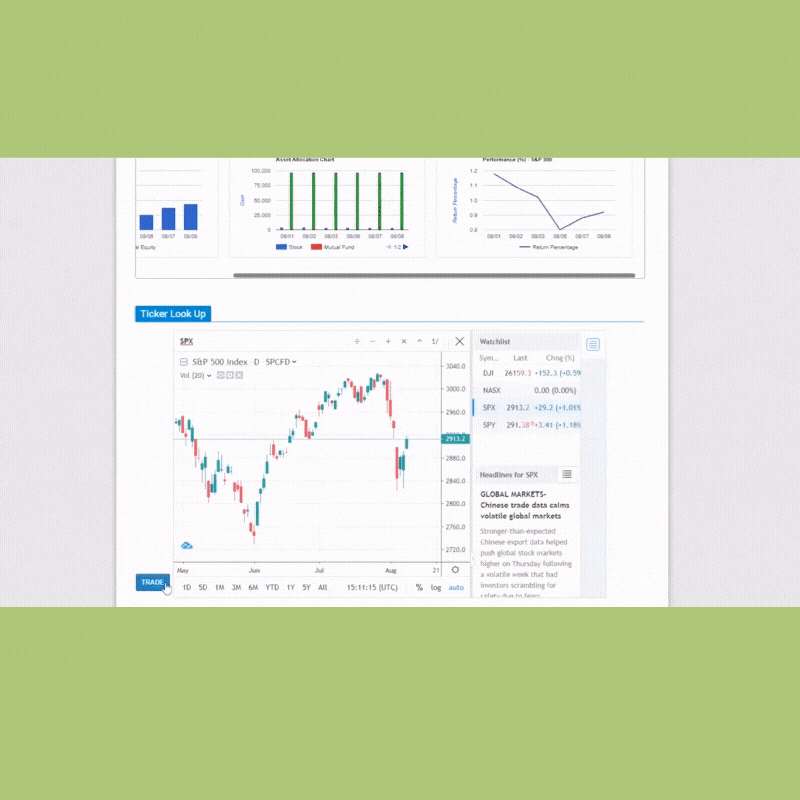 Asset Allocation Chart
Performance (%) - S&P 500
100,000
75,000
50,000
25,000
0
Gain
08/01 08/02 08/05 08/06 08/07 08/08
Stock Mutual Fund 1/2
1.2
1.1
1.0
0.9
0.8
Return Percentage
08/01 08/02 08/05 08/06 08/07 08/08
Return Percentage
08/06 08/07 08/08
al Equity
Ticker Look Up
SPX
1/
S&P 500 Index · D · SPCFD
Vol (20)
3040.0
3000.0
2960.0
2913.2
2880.0
2840.0
2800.0
2760.0
2720.0
May Jun Jul Aug 21
TRADE
1D 5D 1M 3M 6M YTD 1Y 5Y All 15:11:15 (UTC) % log auto
Watchlist
Sym... Last Chng (%)
DJI 26159.3 +152.3 (+0.59
NASX 0.00 (0.00%)
SPX 2913.2 +29.2 (+1.01%
SPY 291.38 +3.41 (+1.18%
Headlines for SPX
GLOBAL MARKETS-
Chinese trade data calms
volatile global markets
Stronger-than-expected
Chinese export data helped
push global stock markets
higher on Thursday following
a volatile week that had
investors scrambling for
safety due to fears